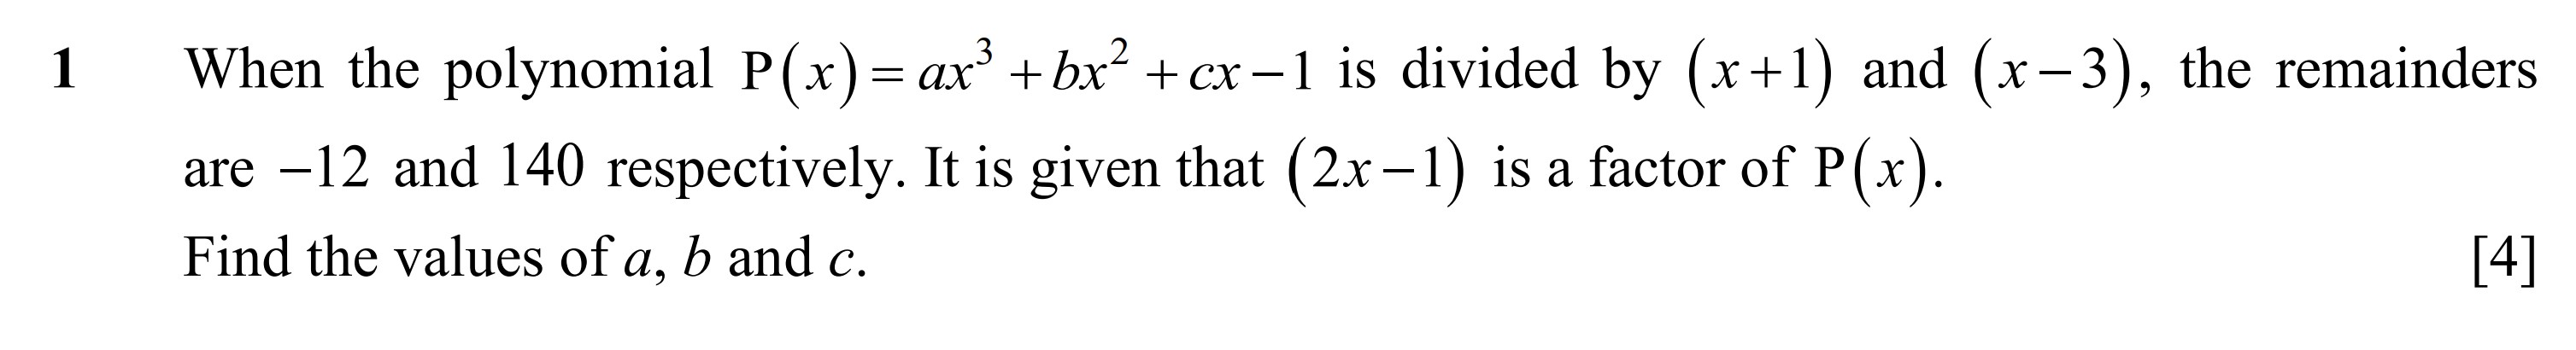 1 When the polynomial P(x) = ax³ + bx² + cx − 1 is divided by (x+1) and (x−3), the remainders
are −12 and 140 respectively. It is given that (2x−1) is a factor of P(x).
Find the values of a, b and c. [4]